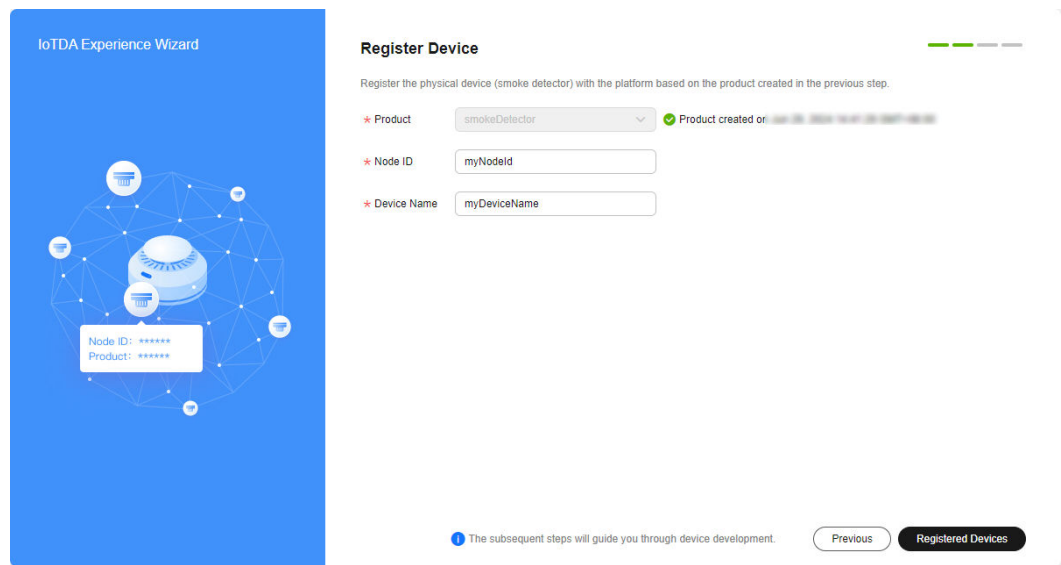 IoTDA Experience Wizard
Register Device
Register the physical device (smoke detector) with the platform based on the product created in the previous step.
* Product smokeDetector Product created on
* Node ID myNodeId
* Device Name myDeviceName
Node ID: ******
Product: ******
The subsequent steps will guide you through device development. Previous Registered Devices